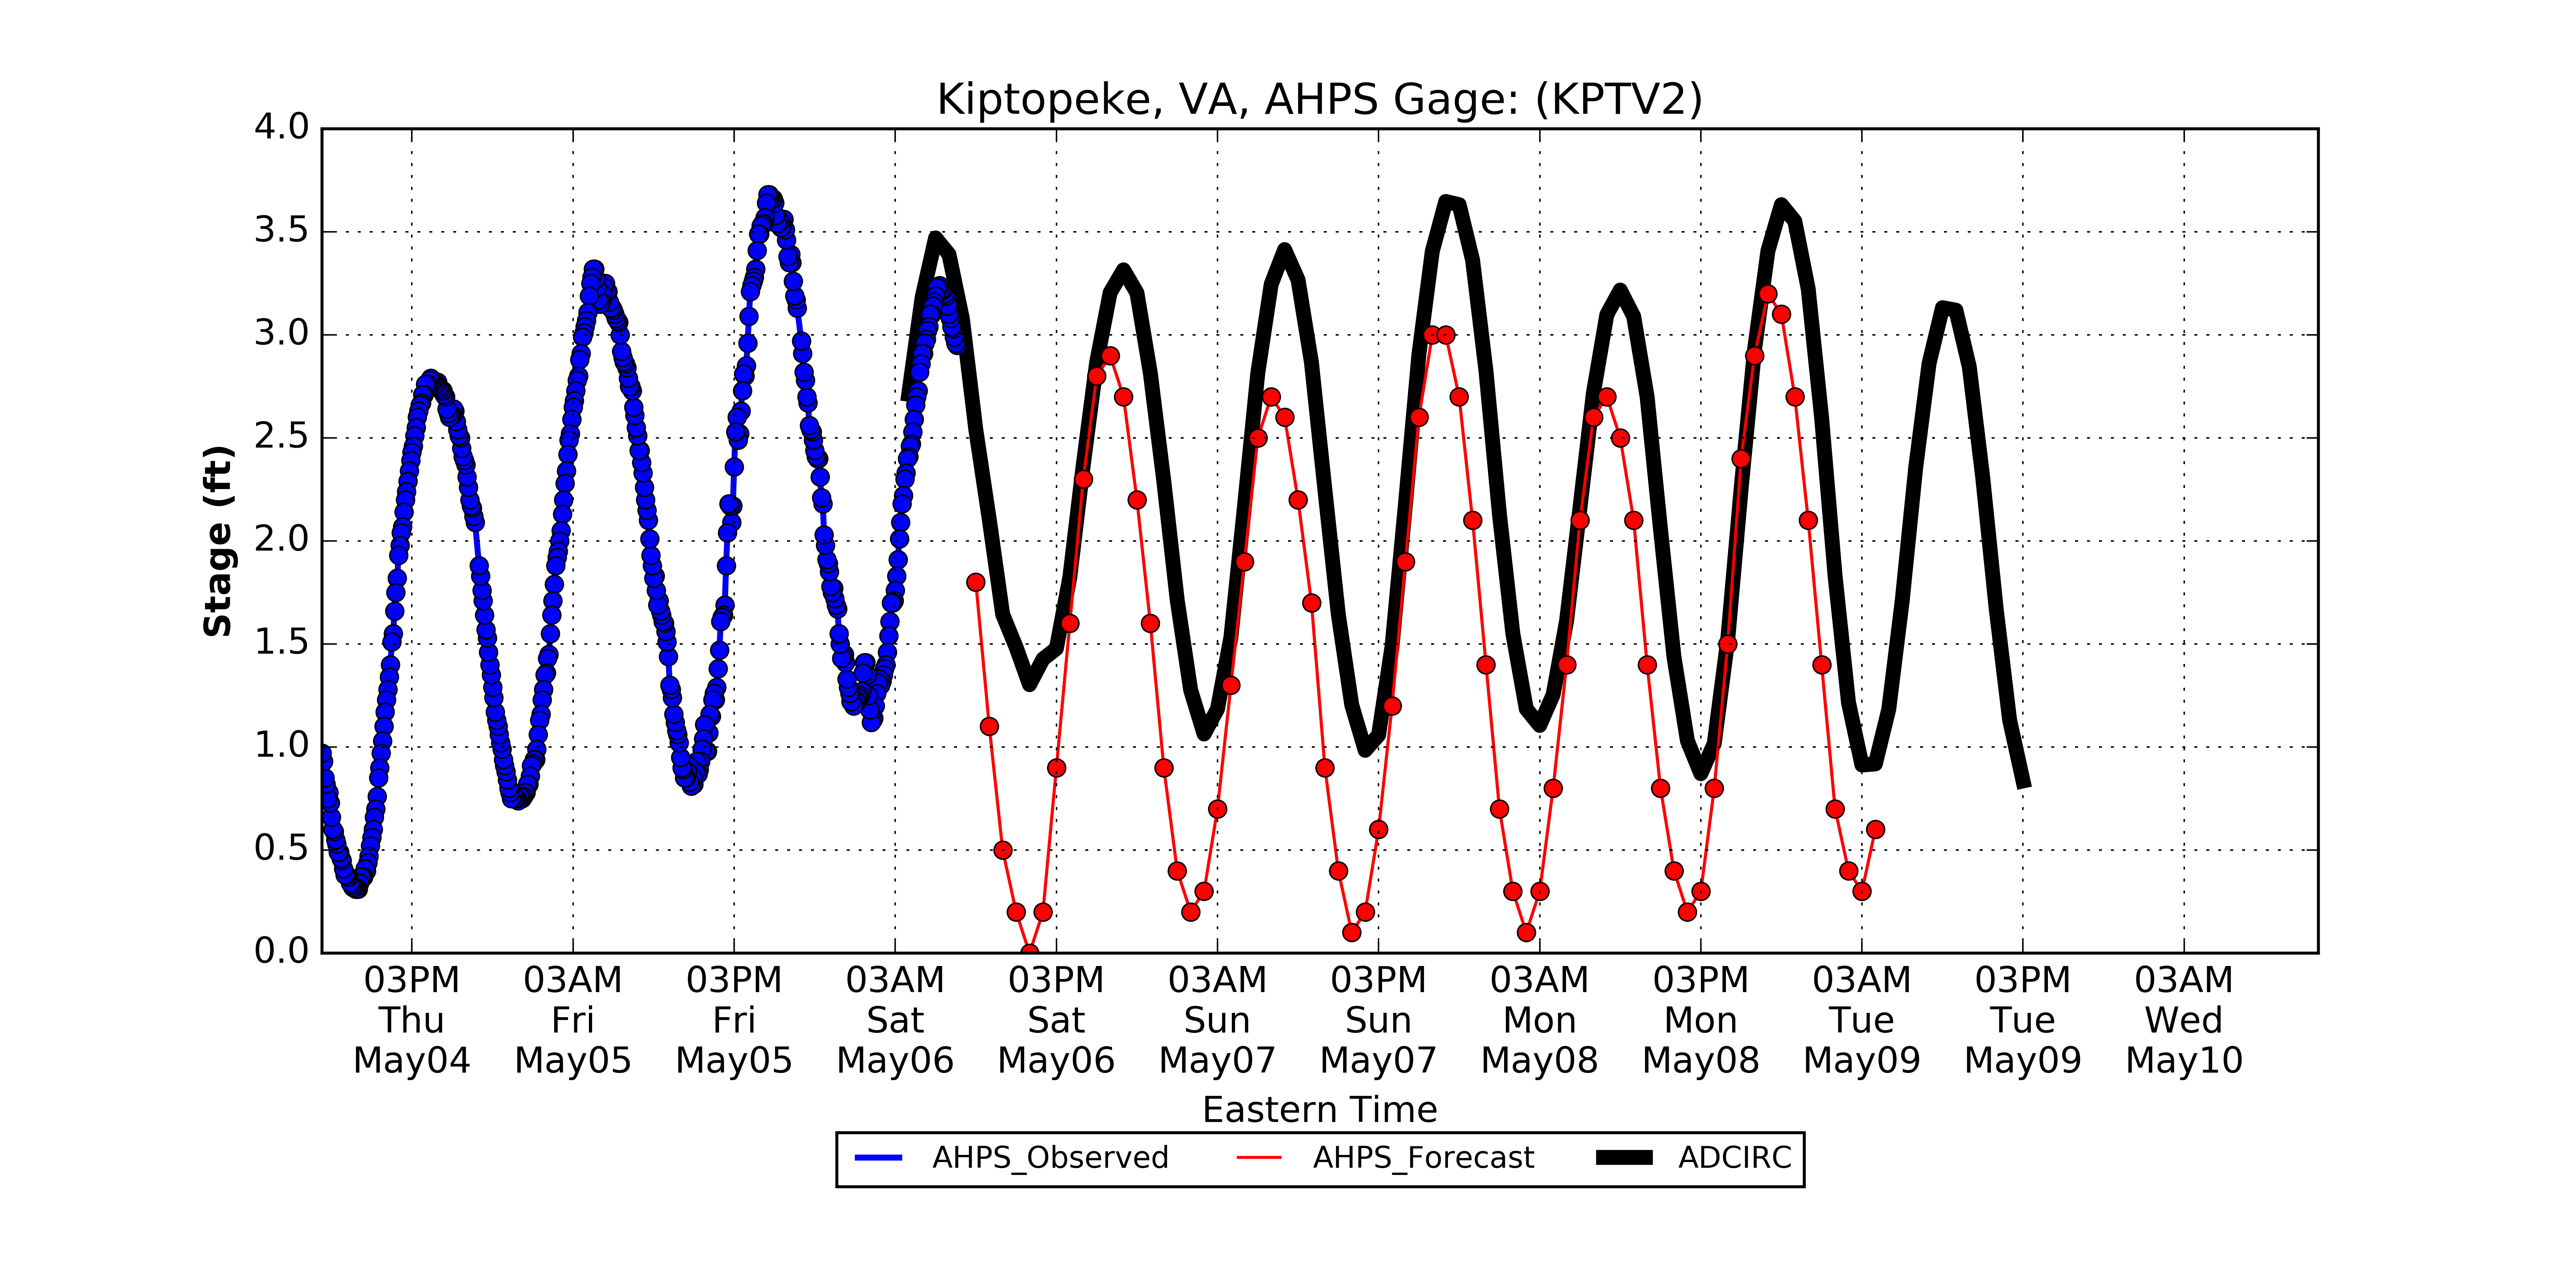 Kiptopeke, VA, AHPS Gage: (KPTV2)
Stage (ft)
4.0
3.5
3.0
2.5
2.0
1.5
1.0
0.5
0.0
03PM 03AM 03PM 03AM 03PM 03AM 03PM 03AM 03PM 03AM 03PM 03AM
Thu Fri Fri Sat Sat Sun Sun Mon Mon Tue Tue Wed
May04 May05 May05 May06 May06 May07 May07 May08 May08 May09 May09 May10
Eastern Time
AHPS_Observed AHPS_Forecast ADCIRC